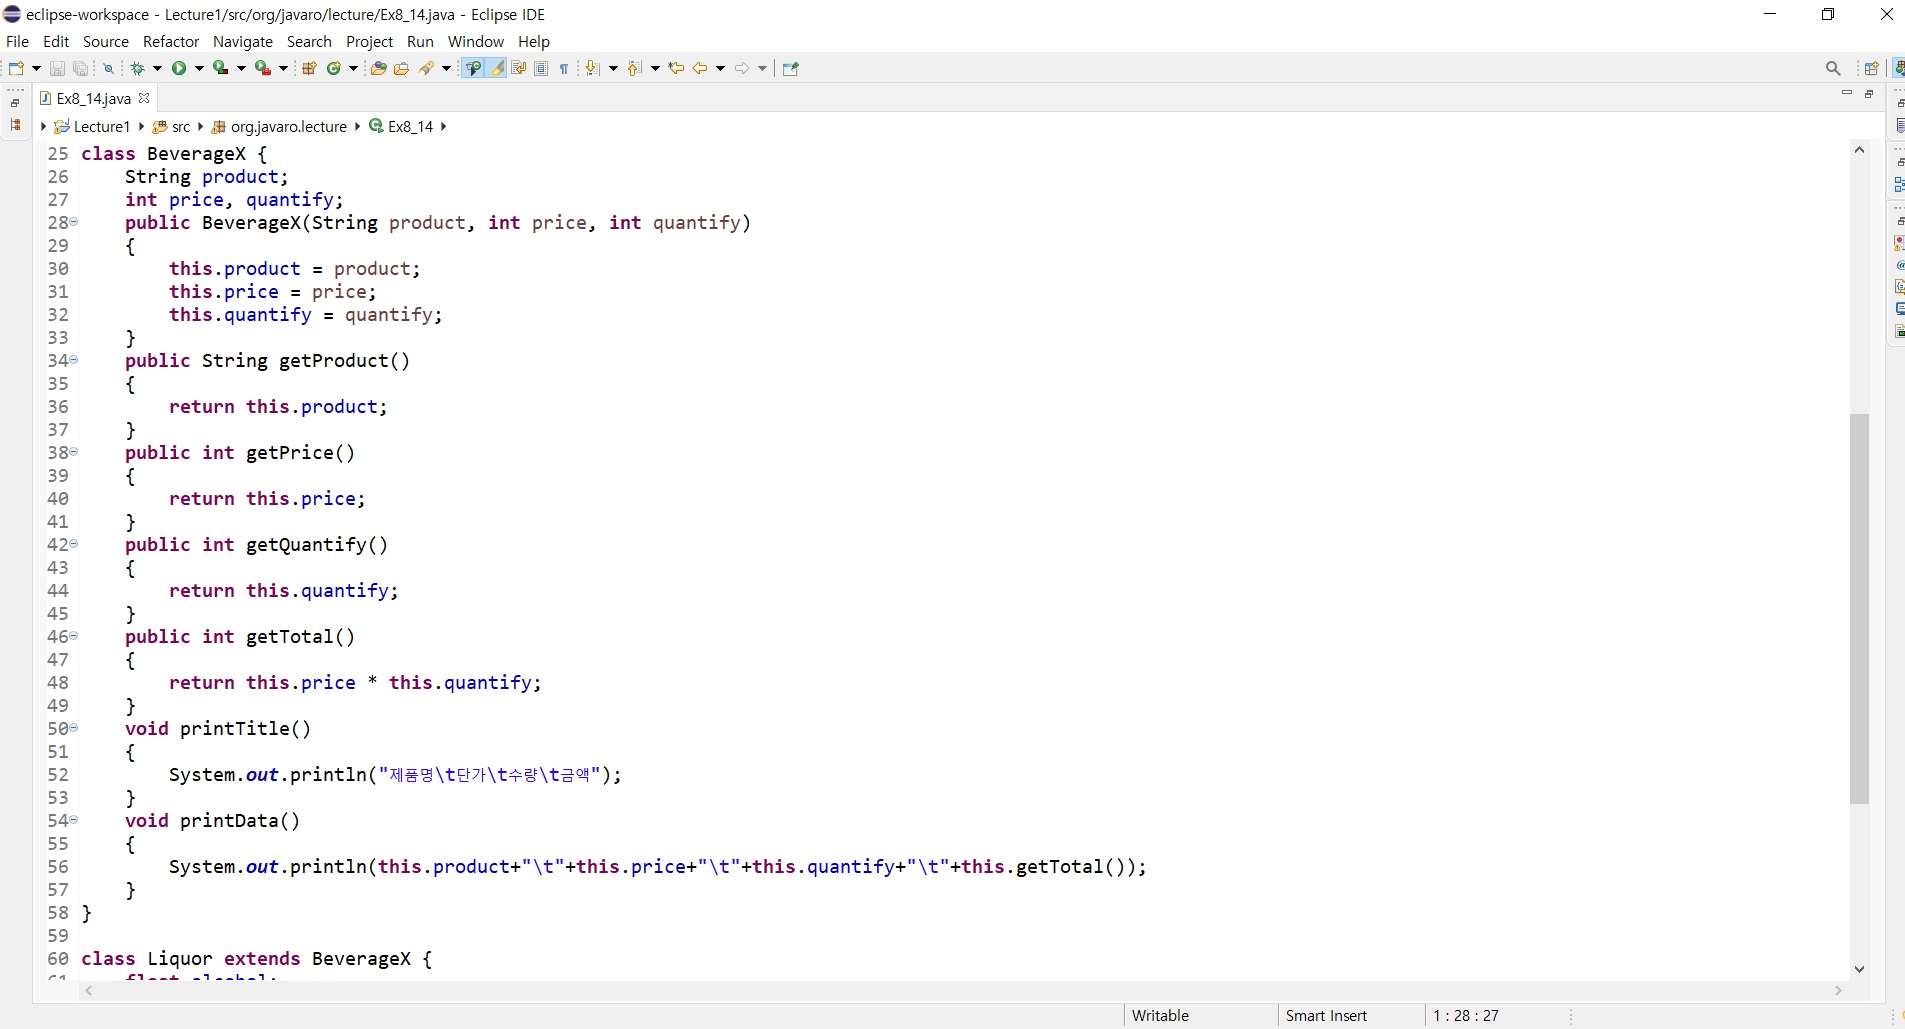 eclipse-workspace - Lecture1/src/org/javaro/lecture/Ex8_14.java - Eclipse IDE
File Edit Source Refactor Navigate Search Project Run Window Help
Ex8_14.java
Lecture1 src org.javaro.lecture Ex8_14
25 class BeverageX {
26     String product;
27     int price, quantify;
28     public BeverageX(String product, int price, int quantify)
29     {
30         this.product = product;
31         this.price = price;
32         this.quantify = quantify;
33     }
34     public String getProduct()
35     {
36         return this.product;
37     }
38     public int getPrice()
39     {
40         return this.price;
41     }
42     public int getQuantify()
43     {
44         return this.quantify;
45     }
46     public int getTotal()
47     {
48         return this.price * this.quantify;
49     }
50     void printTitle()
51     {
52         System.out.println("제품명\t단가\t수량\t금액");
53     }
54     void printData()
55     {
56         System.out.println(this.product+"\t"+this.price+"\t"+this.quantify+"\t"+this.getTotal());
57     }
58 }
59
60 class Liquor extends BeverageX {
Writable Smart Insert 1 : 28 : 27